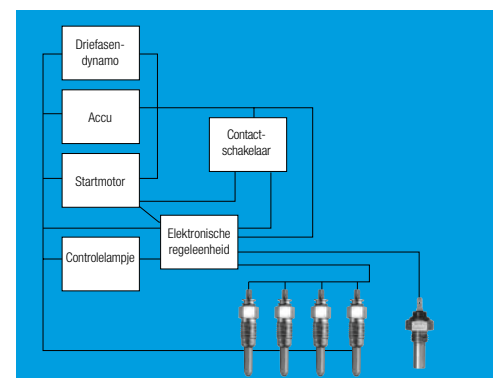 Driefasen-
dynamo
Accu
Contact-
schakelaar
Startmotor
Elektronische
regeleenheid
Controlelampje